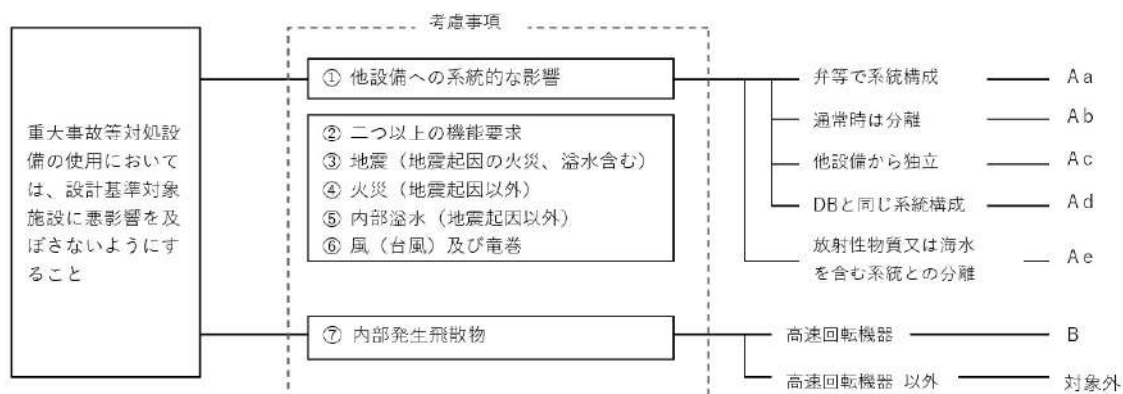 考慮事項
重大事故等対処設
備の使用において
は、設計基準対象
施設に悪影響を及
ぼさないようにす
ること
① 他設備への系統的な影響
② 二つ以上の機能要求
③ 地震（地震起因の火災、溢水含む）
④ 火災（地震起因以外）
⑤ 内部溢水（地震起因以外）
⑥ 風（台風）及び竜巻
⑦ 内部発生飛散物
弁等で系統構成 Aa
通常時は分離 Ab
他設備から独立 Ac
DBと同じ系統構成 Ad
放射性物質又は海水
を含む系統との分離 Ae
高速回転機器 B
高速回転機器 以外 対象外